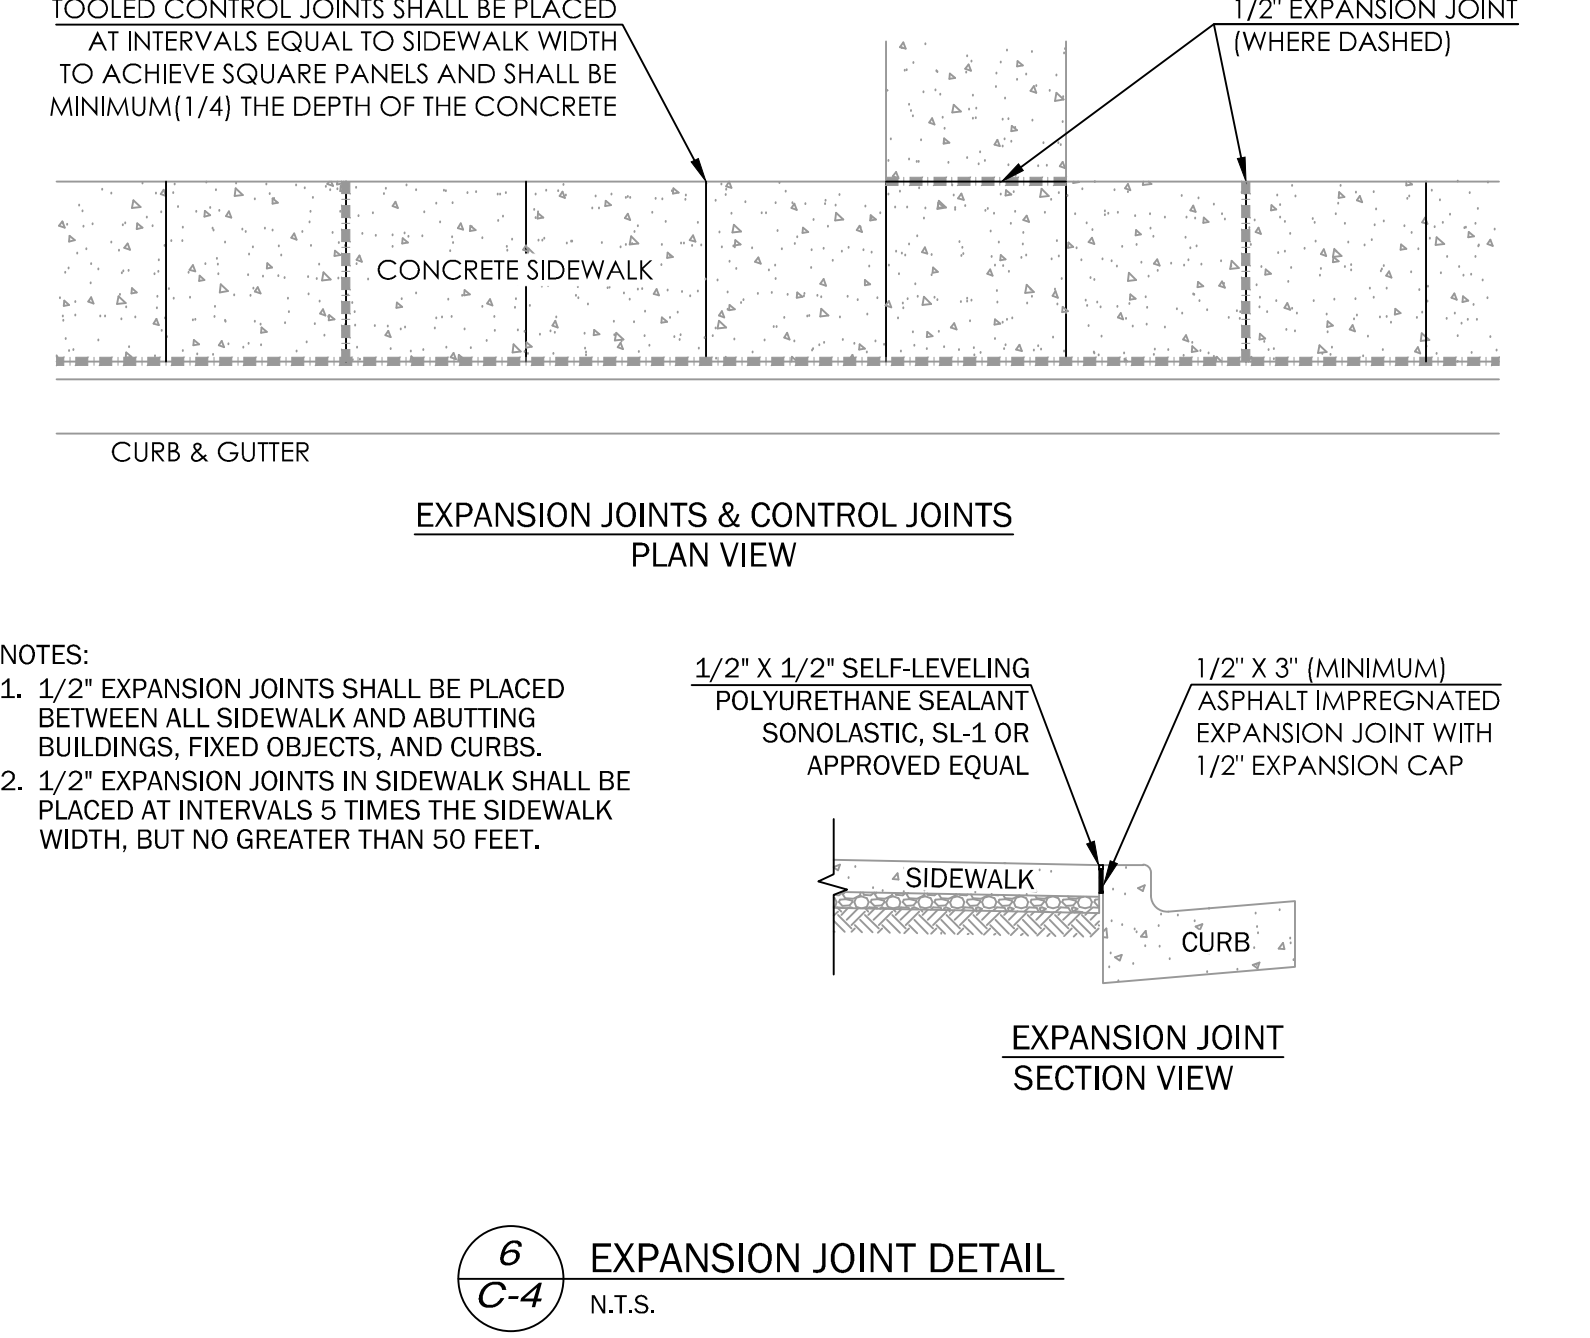 TOOLED CONTROL JOINTS SHALL BE PLACED
AT INTERVALS EQUAL TO SIDEWALK WIDTH
TO ACHIEVE SQUARE PANELS AND SHALL BE
MINIMUM(1/4) THE DEPTH OF THE CONCRETE
1/2" EXPANSION JOINT
(WHERE DASHED)
CONCRETE SIDEWALK
CURB & GUTTER
EXPANSION JOINTS & CONTROL JOINTS
PLAN VIEW
NOTES:
1. 1/2" EXPANSION JOINTS SHALL BE PLACED
BETWEEN ALL SIDEWALK AND ABUTTING
BUILDINGS, FIXED OBJECTS, AND CURBS.
2. 1/2" EXPANSION JOINTS IN SIDEWALK SHALL BE
PLACED AT INTERVALS 5 TIMES THE SIDEWALK
WIDTH, BUT NO GREATER THAN 50 FEET.
1/2" X 1/2" SELF-LEVELING
POLYURETHANE SEALANT
SONOLASTIC, SL-1 OR
APPROVED EQUAL
1/2" X 3" (MINIMUM)
ASPHALT IMPREGNATED
EXPANSION JOINT WITH
1/2" EXPANSION CAP
SIDEWALK
CURB
EXPANSION JOINT
SECTION VIEW
6
C-4
EXPANSION JOINT DETAIL
N.T.S.